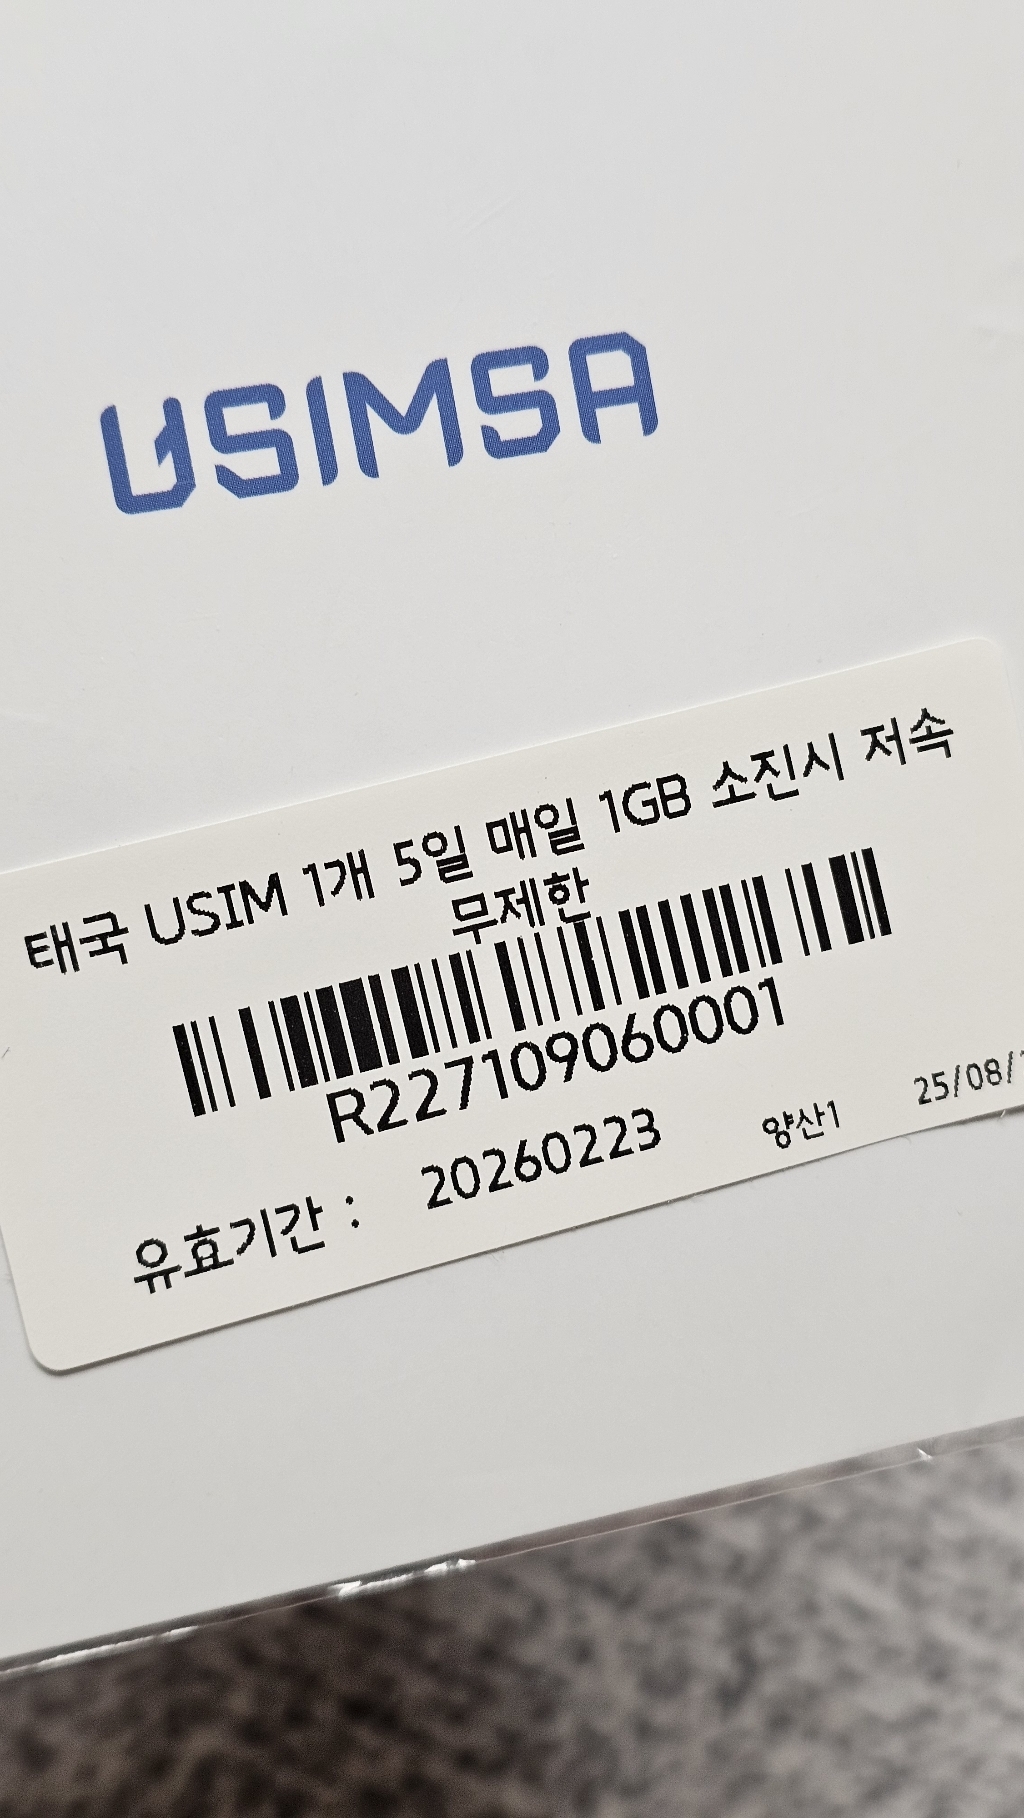 USIMSA
태국 USIM 1개 5일 매일 1GB 소진시 저속
무제한
R227109060001
유효기간 : 20260223 양산1 25/08/